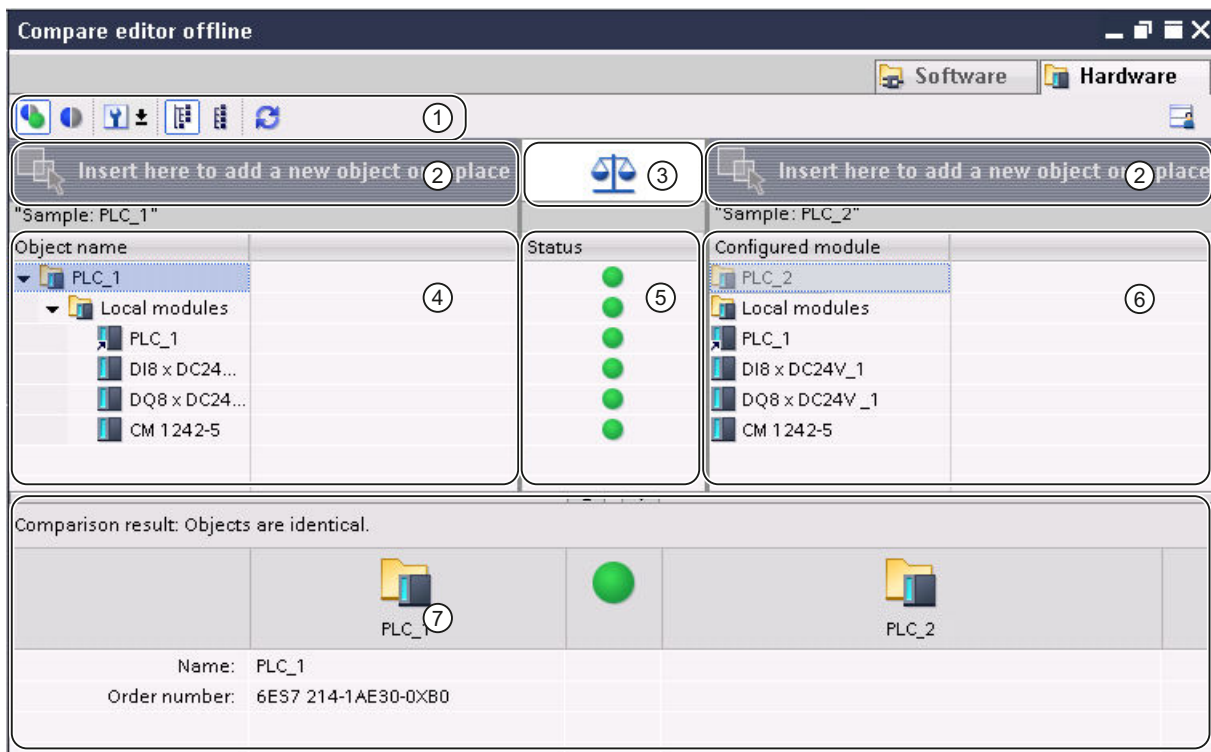 Compare editor offline
Software
Hardware
1
Insert here to add a new object o 2 place
3
Insert here to add a new object o 2 place
"Sample: PLC_1"
"Sample: PLC_2"
Object name
Status
Configured module
PLC_1
PLC_2
4
5
6
Local modules
Local modules
PLC_1
PLC_1
DI8 x DC24...
DI8 x DC24V_1
DQ8 x DC24...
DQ8 x DC24V _1
CM 1242-5
CM 1242-5
Comparison result: Objects are identical.
7
PLC_1
PLC_2
Name: PLC_1
Order number: 6ES7 214-1AE30-0XB0